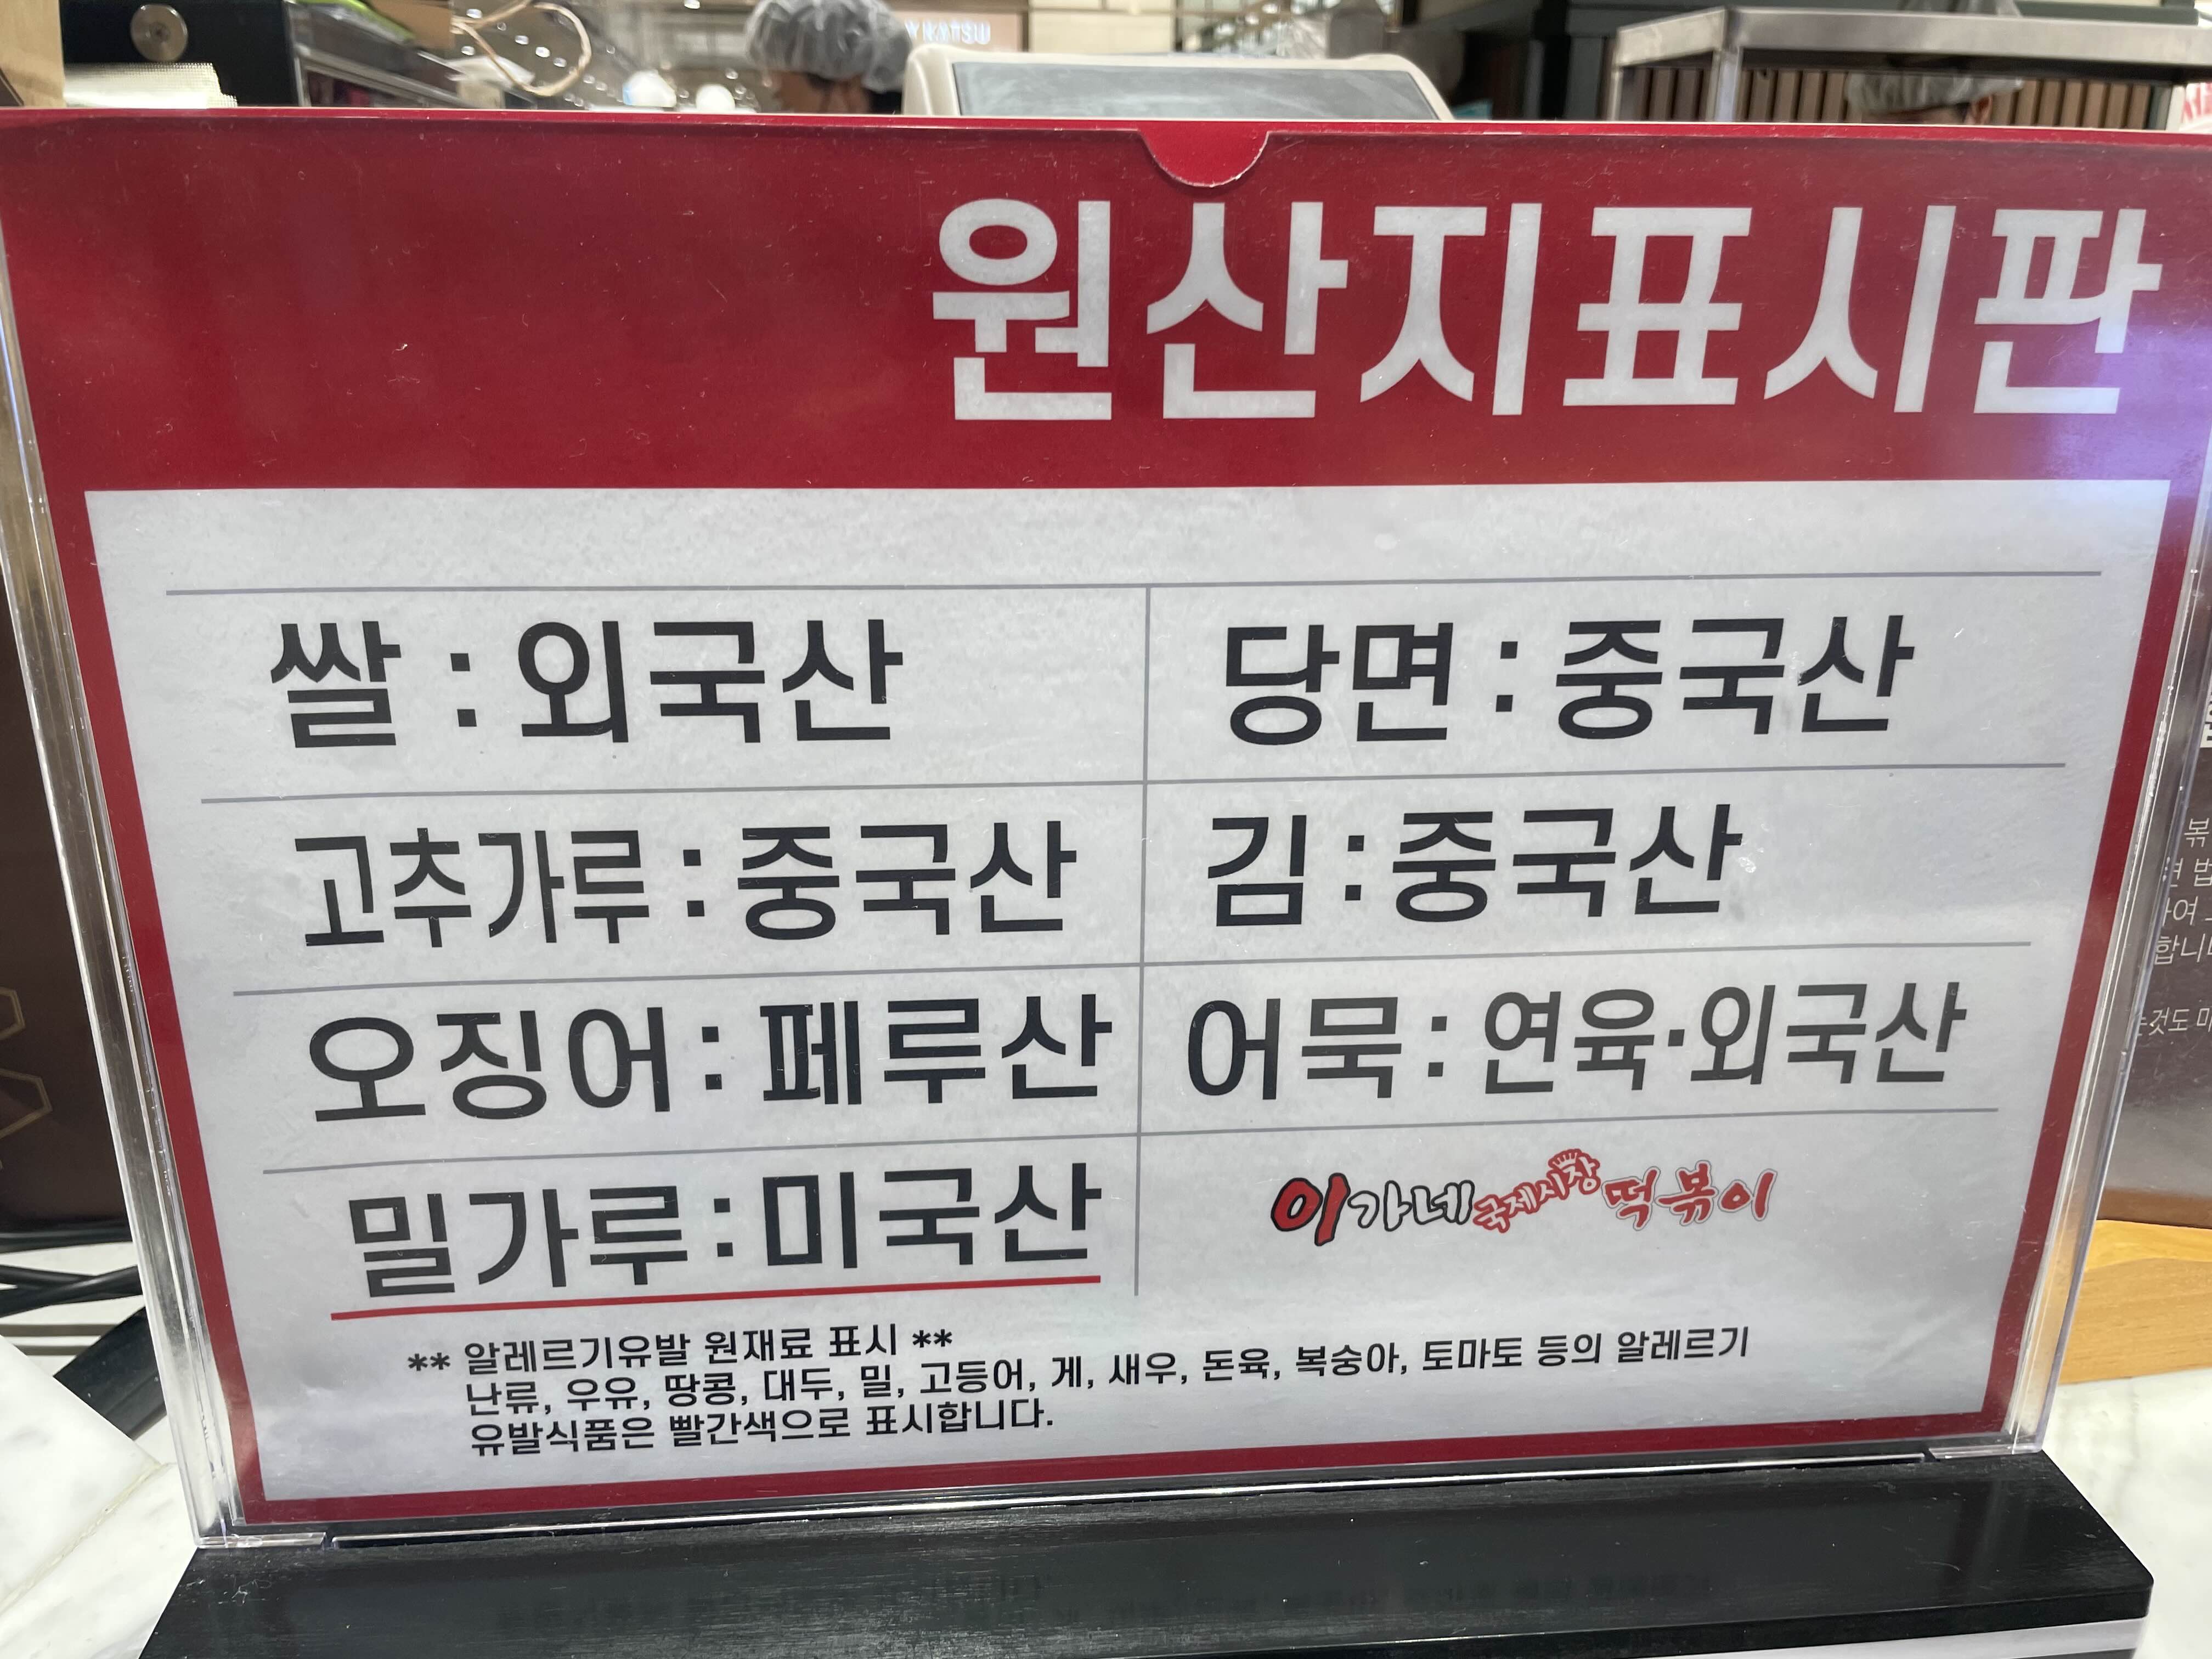 원산지표시판
쌀 : 외국산
당면 : 중국산
고추가루 : 중국산
김 : 중국산
오징어 : 페루산
어묵 : 연육·외국산
밀가루 : 미국산
이가네 국제시장 떡볶이
** 알레르기유발 원재료 표시 **
난류, 우유, 땅콩, 대두, 밀, 고등어, 게, 새우, 돈육, 복숭아, 토마토 등의 알레르기
유발식품은 빨간색으로 표시합니다.